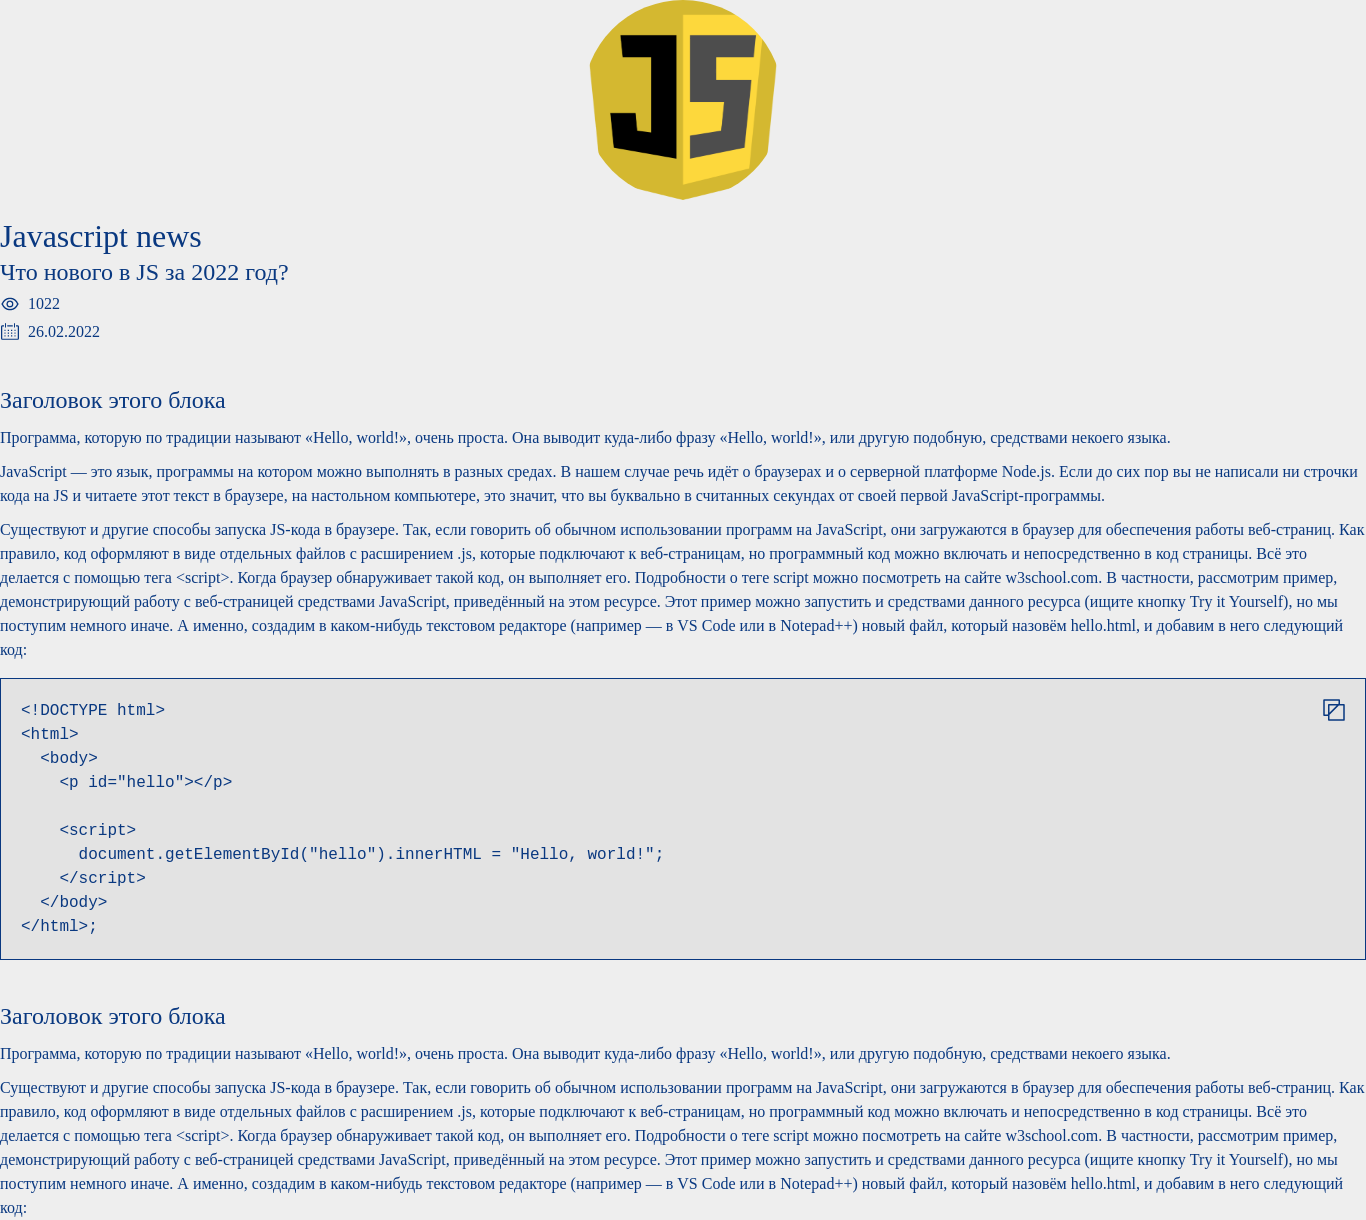 JS
Javascript news
Что нового в JS за 2022 год?
1022
26.02.2022
Заголовок этого блока
Программа, которую по традиции называют «Hello, world!», очень проста. Она выводит куда-либо фразу «Hello, world!», или другую подобную, средствами некоего языка.
JavaScript — это язык, программы на котором можно выполнять в разных средах. В нашем случае речь идёт о браузерах и о серверной платформе Node.js. Если до сих пор вы не написали ни строчки
кода на JS и читаете этот текст в браузере, на настольном компьютере, это значит, что вы буквально в считанных секундах от своей первой JavaScript-программы.
Существуют и другие способы запуска JS-кода в браузере. Так, если говорить об обычном использовании программ на JavaScript, они загружаются в браузер для обеспечения работы веб-страниц. Как
правило, код оформляют в виде отдельных файлов с расширением .js, которые подключают к веб-страницам, но программный код можно включать и непосредственно в код страницы. Всё это
делается с помощью тега <script>. Когда браузер обнаруживает такой код, он выполняет его. Подробности о теге script можно посмотреть на сайте w3school.com. В частности, рассмотрим пример,
демонстрирующий работу с веб-страницей средствами JavaScript, приведённый на этом ресурсе. Этот пример можно запустить и средствами данного ресурса (ищите кнопку Try it Yourself), но мы
поступим немного иначе. А именно, создадим в каком-нибудь текстовом редакторе (например — в VS Code или в Notepad++) новый файл, который назовём hello.html, и добавим в него следующий
код:
<!DOCTYPE html>
<html>
  <body>
    <p id="hello"></p>
    <script>
      document.getElementById("hello").innerHTML = "Hello, world!";
    </script>
  </body>
</html>;
Заголовок этого блока
Программа, которую по традиции называют «Hello, world!», очень проста. Она выводит куда-либо фразу «Hello, world!», или другую подобную, средствами некоего языка.
Существуют и другие способы запуска JS-кода в браузере. Так, если говорить об обычном использовании программ на JavaScript, они загружаются в браузер для обеспечения работы веб-страниц. Как
правило, код оформляют в виде отдельных файлов с расширением .js, которые подключают к веб-страницам, но программный код можно включать и непосредственно в код страницы. Всё это
делается с помощью тега <script>. Когда браузер обнаруживает такой код, он выполняет его. Подробности о теге script можно посмотреть на сайте w3school.com. В частности, рассмотрим пример,
демонстрирующий работу с веб-страницей средствами JavaScript, приведённый на этом ресурсе. Этот пример можно запустить и средствами данного ресурса (ищите кнопку Try it Yourself), но мы
поступим немного иначе. А именно, создадим в каком-нибудь текстовом редакторе (например — в VS Code или в Notepad++) новый файл, который назовём hello.html, и добавим в него следующий
код: